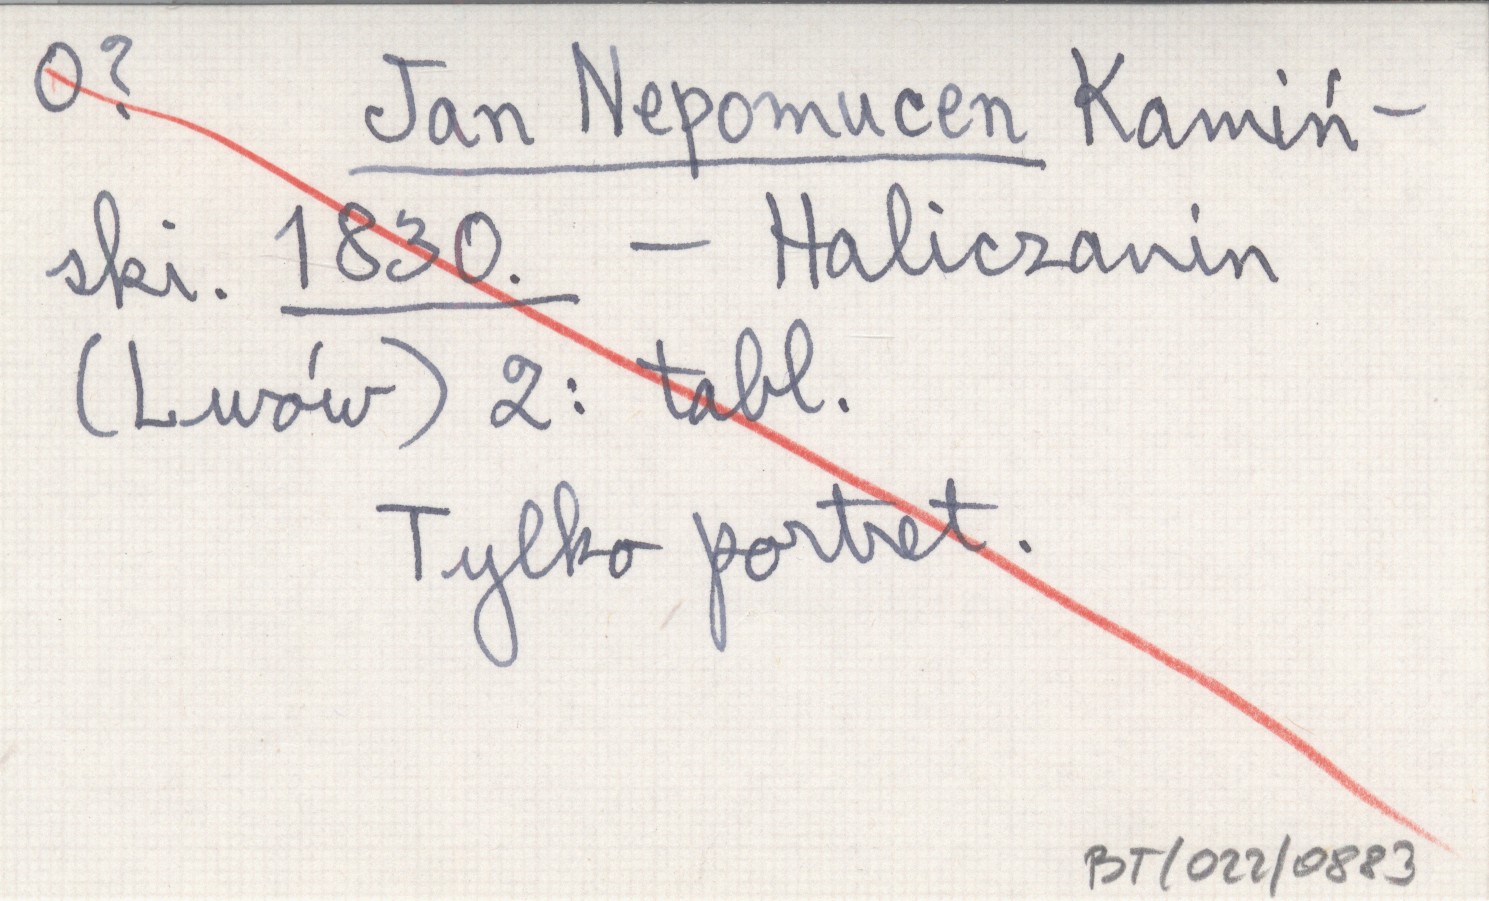 O? Jan Nepomucen Kamiń-
ski. 1830. — Haliczanin
(Lwów) 2: tabl.
Tylko portret.
BT/022/0883